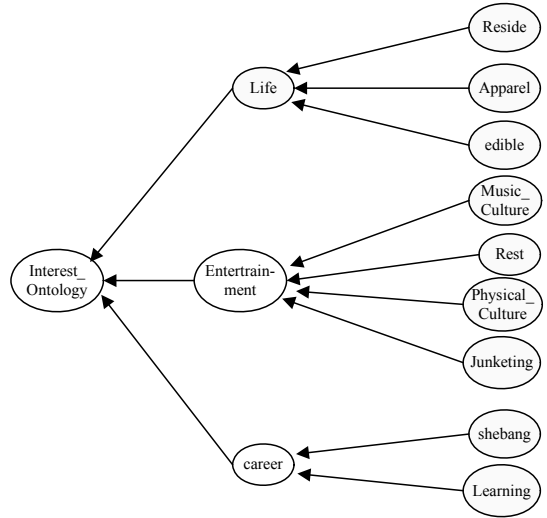 Reside
Life
Apparel
edible
Music_
Culture
Interest_
Ontology
Entertrain-
ment
Rest
Physical_
Culture
Junketing
career
shebang
Learning